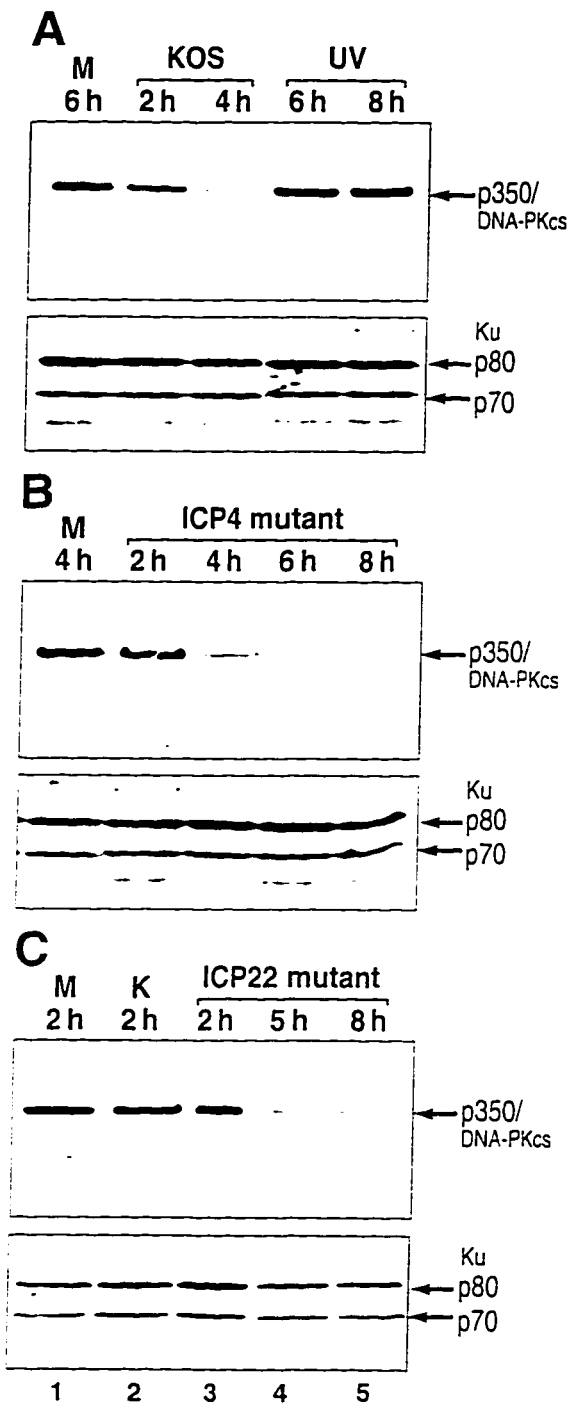 A
M KOS UV
6 h 2 h 4 h 6 h 8 h
p350/
DNA-PKcs
Ku
p80
p70
B
M ICP4 mutant
4 h 2 h 4 h 6 h 8 h
p350/
DNA-PKcs
Ku
p80
p70
C
M K ICP22 mutant
2 h 2 h 2 h 5 h 8 h
p350/
DNA-PKcs
Ku
p80
p70
1 2 3 4 5